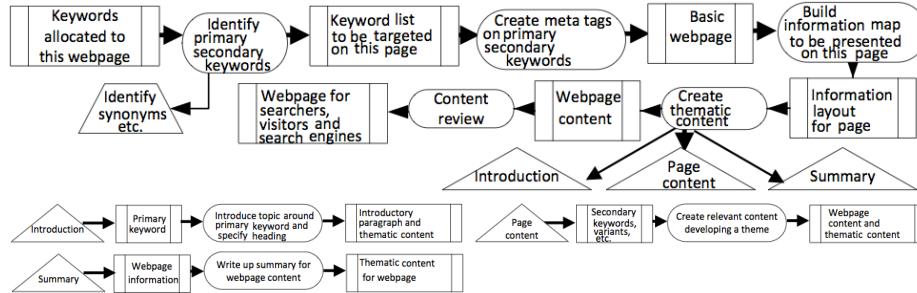 Keywords
allocated to
this webpage
Identify
primary
secondary
keywords
Keyword list
to be targeted
on this page
Create meta tags
on primary
secondary
keywords
Basic
webpage
Build
information map
to be presented
on this page
Identify
synonyms
etc.
Webpage for
searchers,
visitors and
search engines
Content
review
Webpage
content
Create
thematic
content
Information
layout
for page
Introduction
Page
content
Summary
Introduction
Primary
keyword
Introduce topic around
primary keyword and
specify heading
Introductory
paragraph and
thematic content
Page
content
Secondary
keywords,
variants,
etc.
Create relevant content
developing a theme
Webpage
content and
thematic content
Summary
Webpage
information
Write up summary for
webpage content
Thematic content
for webpage